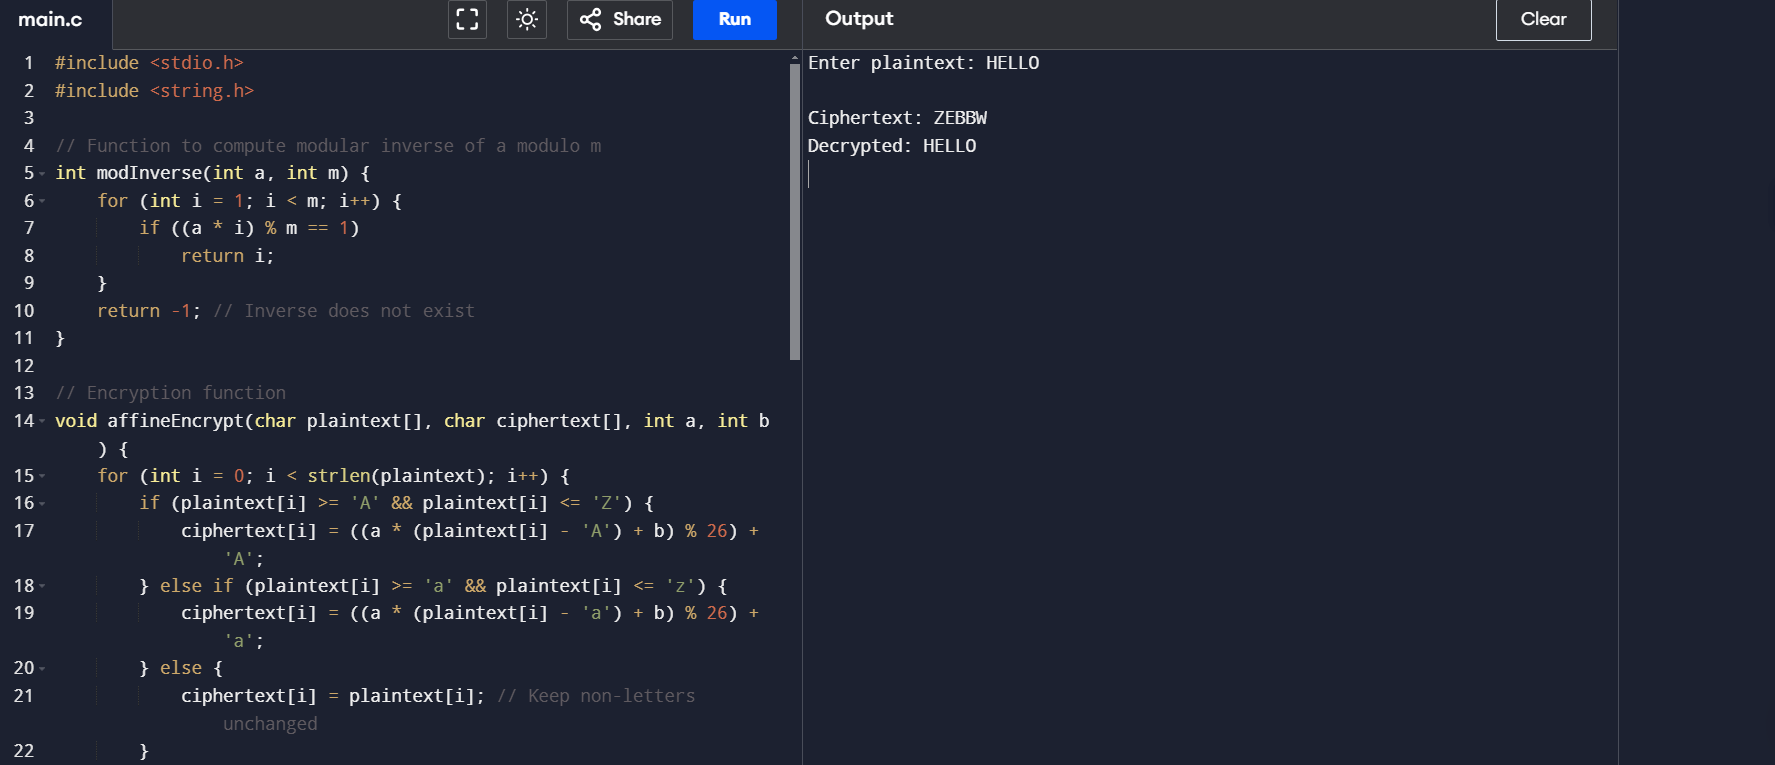 main.c
Share
Run
Output
Clear
1 #include <stdio.h>
2 #include <string.h>
3
4 // Function to compute modular inverse of a modulo m
5 int modInverse(int a, int m) {
6     for (int i = 1; i < m; i++) {
7         if ((a * i) % m == 1)
8             return i;
9     }
10     return -1; // Inverse does not exist
11 }
12
13 // Encryption function
14 void affineEncrypt(char plaintext[], char ciphertext[], int a, int b
) {
15     for (int i = 0; i < strlen(plaintext); i++) {
16         if (plaintext[i] >= 'A' && plaintext[i] <= 'Z') {
17             ciphertext[i] = ((a * (plaintext[i] - 'A') + b) % 26) +
'A';
18         } else if (plaintext[i] >= 'a' && plaintext[i] <= 'z') {
19             ciphertext[i] = ((a * (plaintext[i] - 'a') + b) % 26) +
'a';
20         } else {
21             ciphertext[i] = plaintext[i]; // Keep non-letters
unchanged
22         }
Enter plaintext: HELLO
Ciphertext: ZEBBW
Decrypted: HELLO